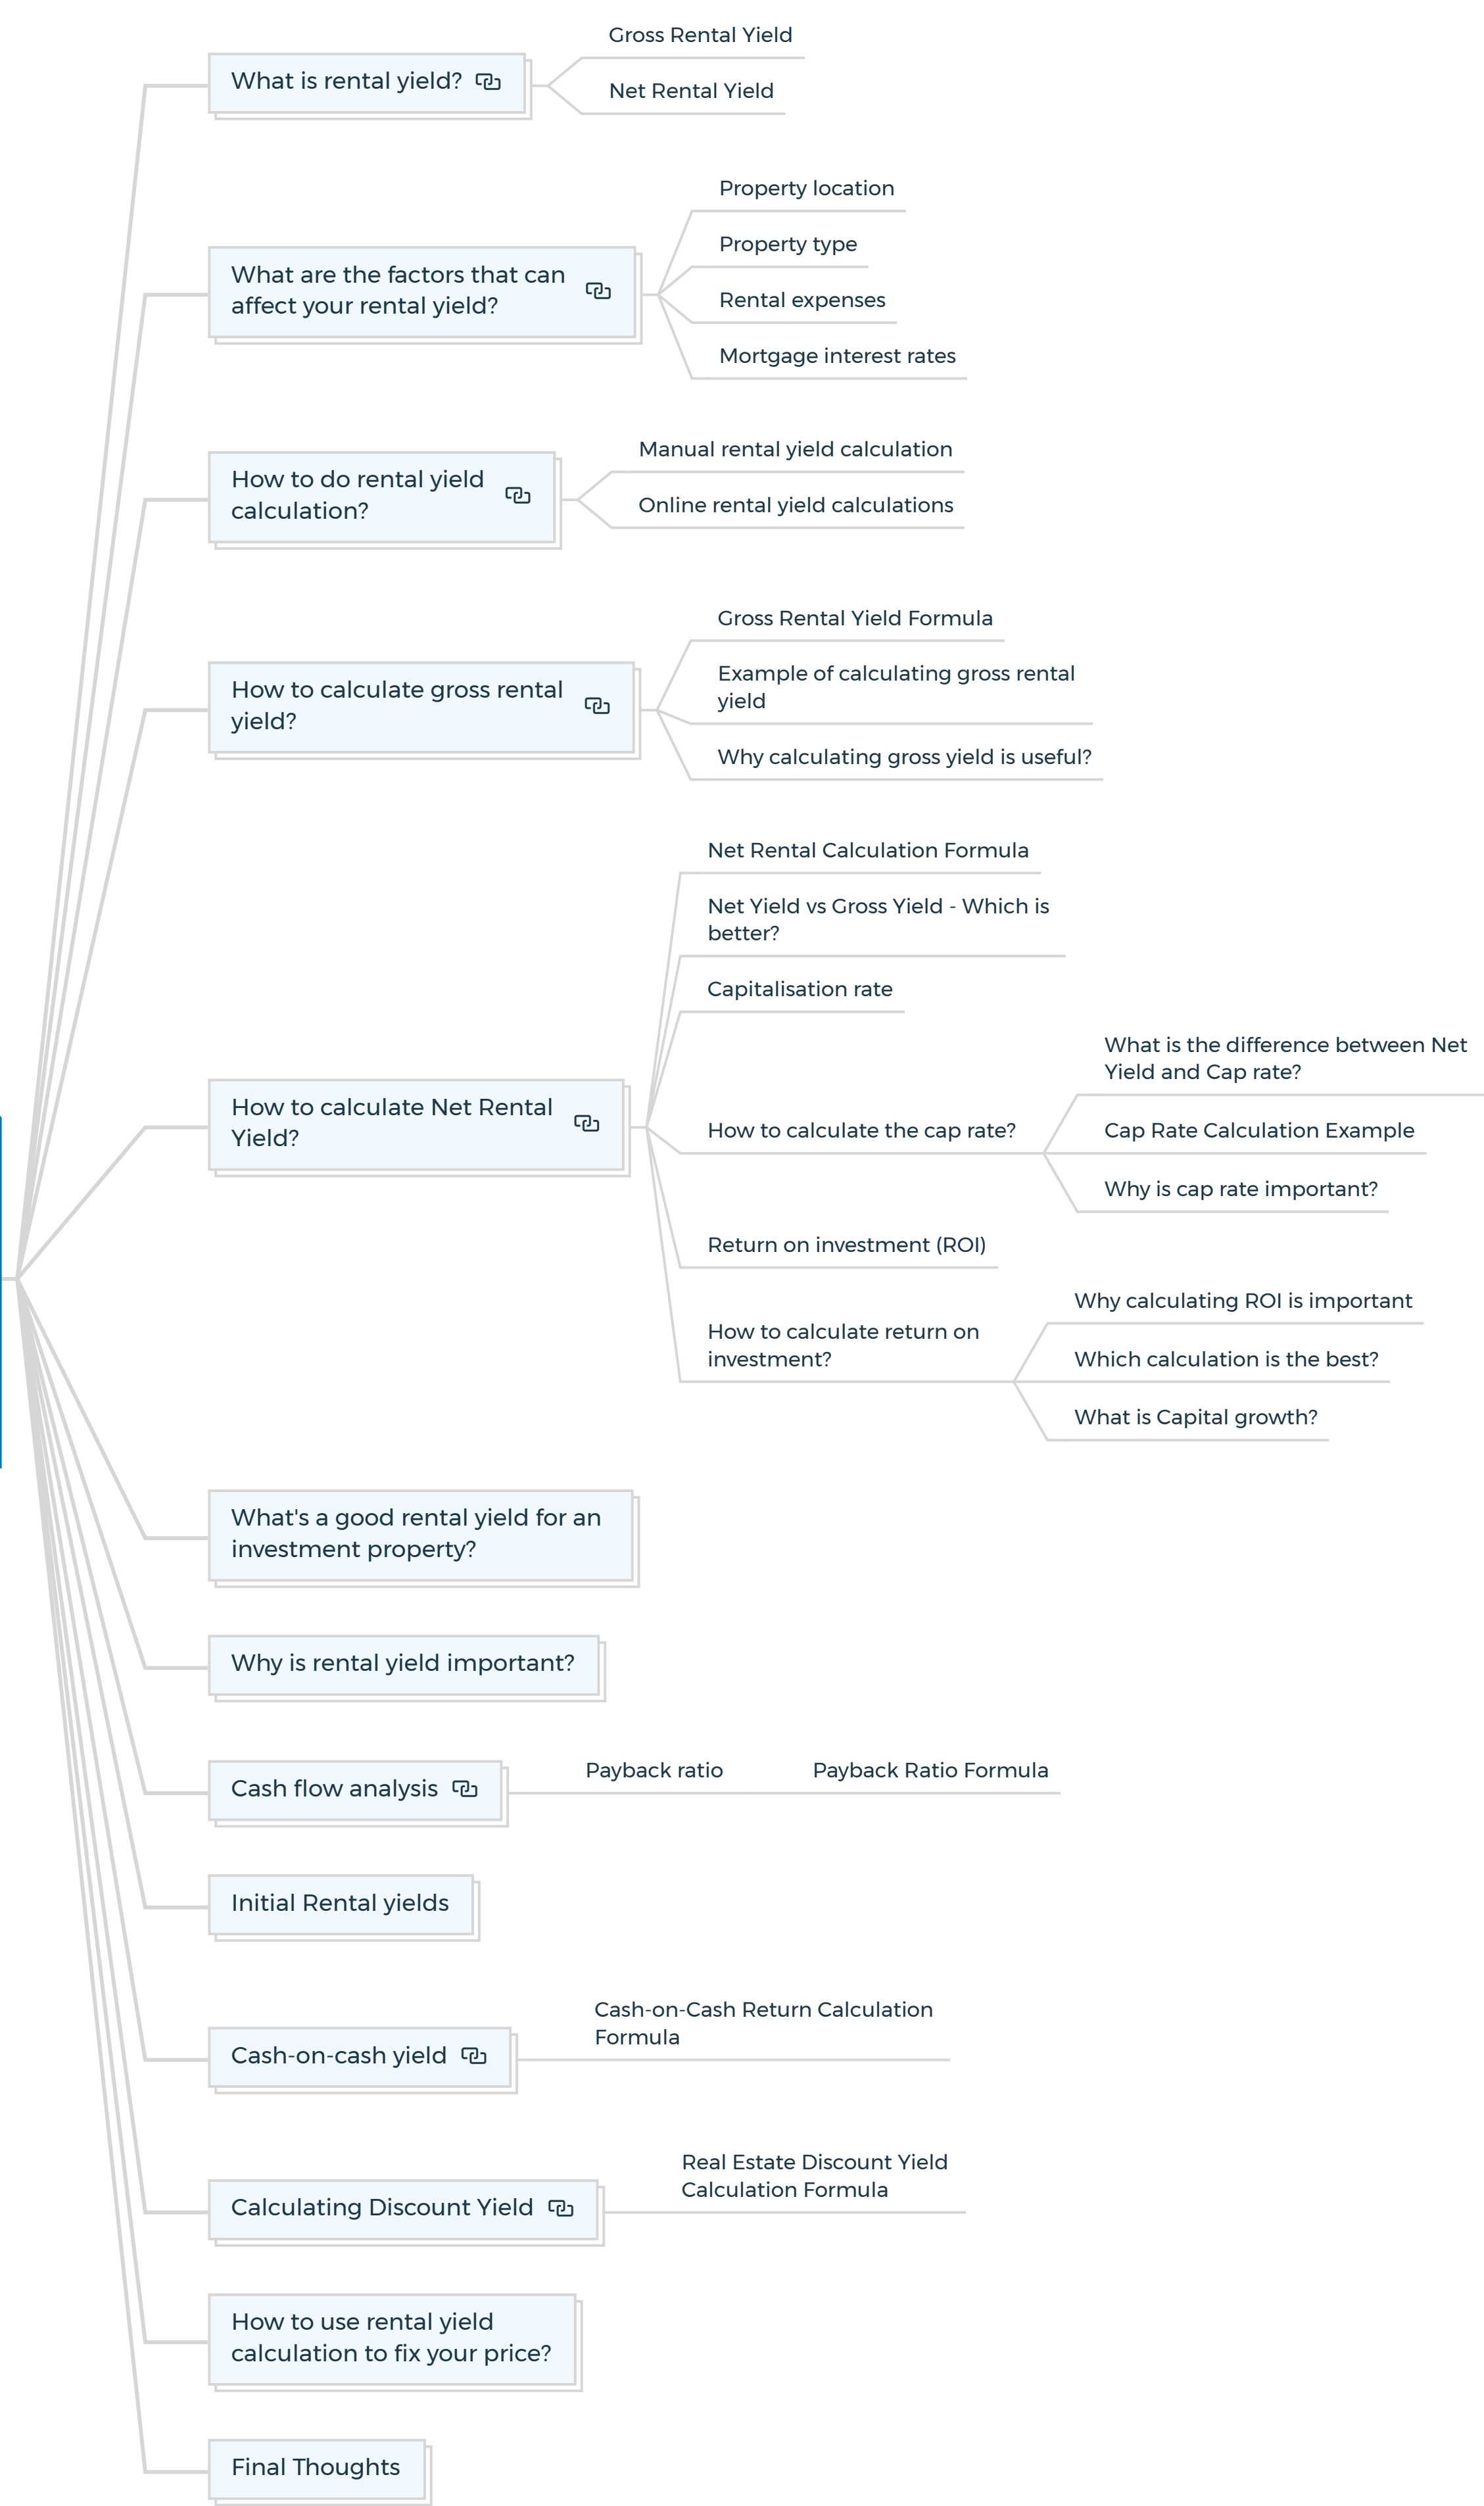 What is rental yield?
Gross Rental Yield
Net Rental Yield
What are the factors that can
affect your rental yield?
Property location
Property type
Rental expenses
Mortgage interest rates
How to do rental yield
calculation?
Manual rental yield calculation
Online rental yield calculations
How to calculate gross rental
yield?
Gross Rental Yield Formula
Example of calculating gross rental
yield
Why calculating gross yield is useful?
How to calculate Net Rental
Yield?
Net Rental Calculation Formula
Net Yield vs Gross Yield - Which is
better?
Capitalisation rate
How to calculate the cap rate?
What is the difference between Net
Yield and Cap rate?
Cap Rate Calculation Example
Why is cap rate important?
Return on investment (ROI)
How to calculate return on
investment?
Why calculating ROI is important
Which calculation is the best?
What is Capital growth?
What's a good rental yield for an
investment property?
Why is rental yield important?
Cash flow analysis
Payback ratio
Payback Ratio Formula
Initial Rental yields
Cash-on-cash yield
Cash-on-Cash Return Calculation
Formula
Calculating Discount Yield
Real Estate Discount Yield
Calculation Formula
How to use rental yield
calculation to fix your price?
Final Thoughts